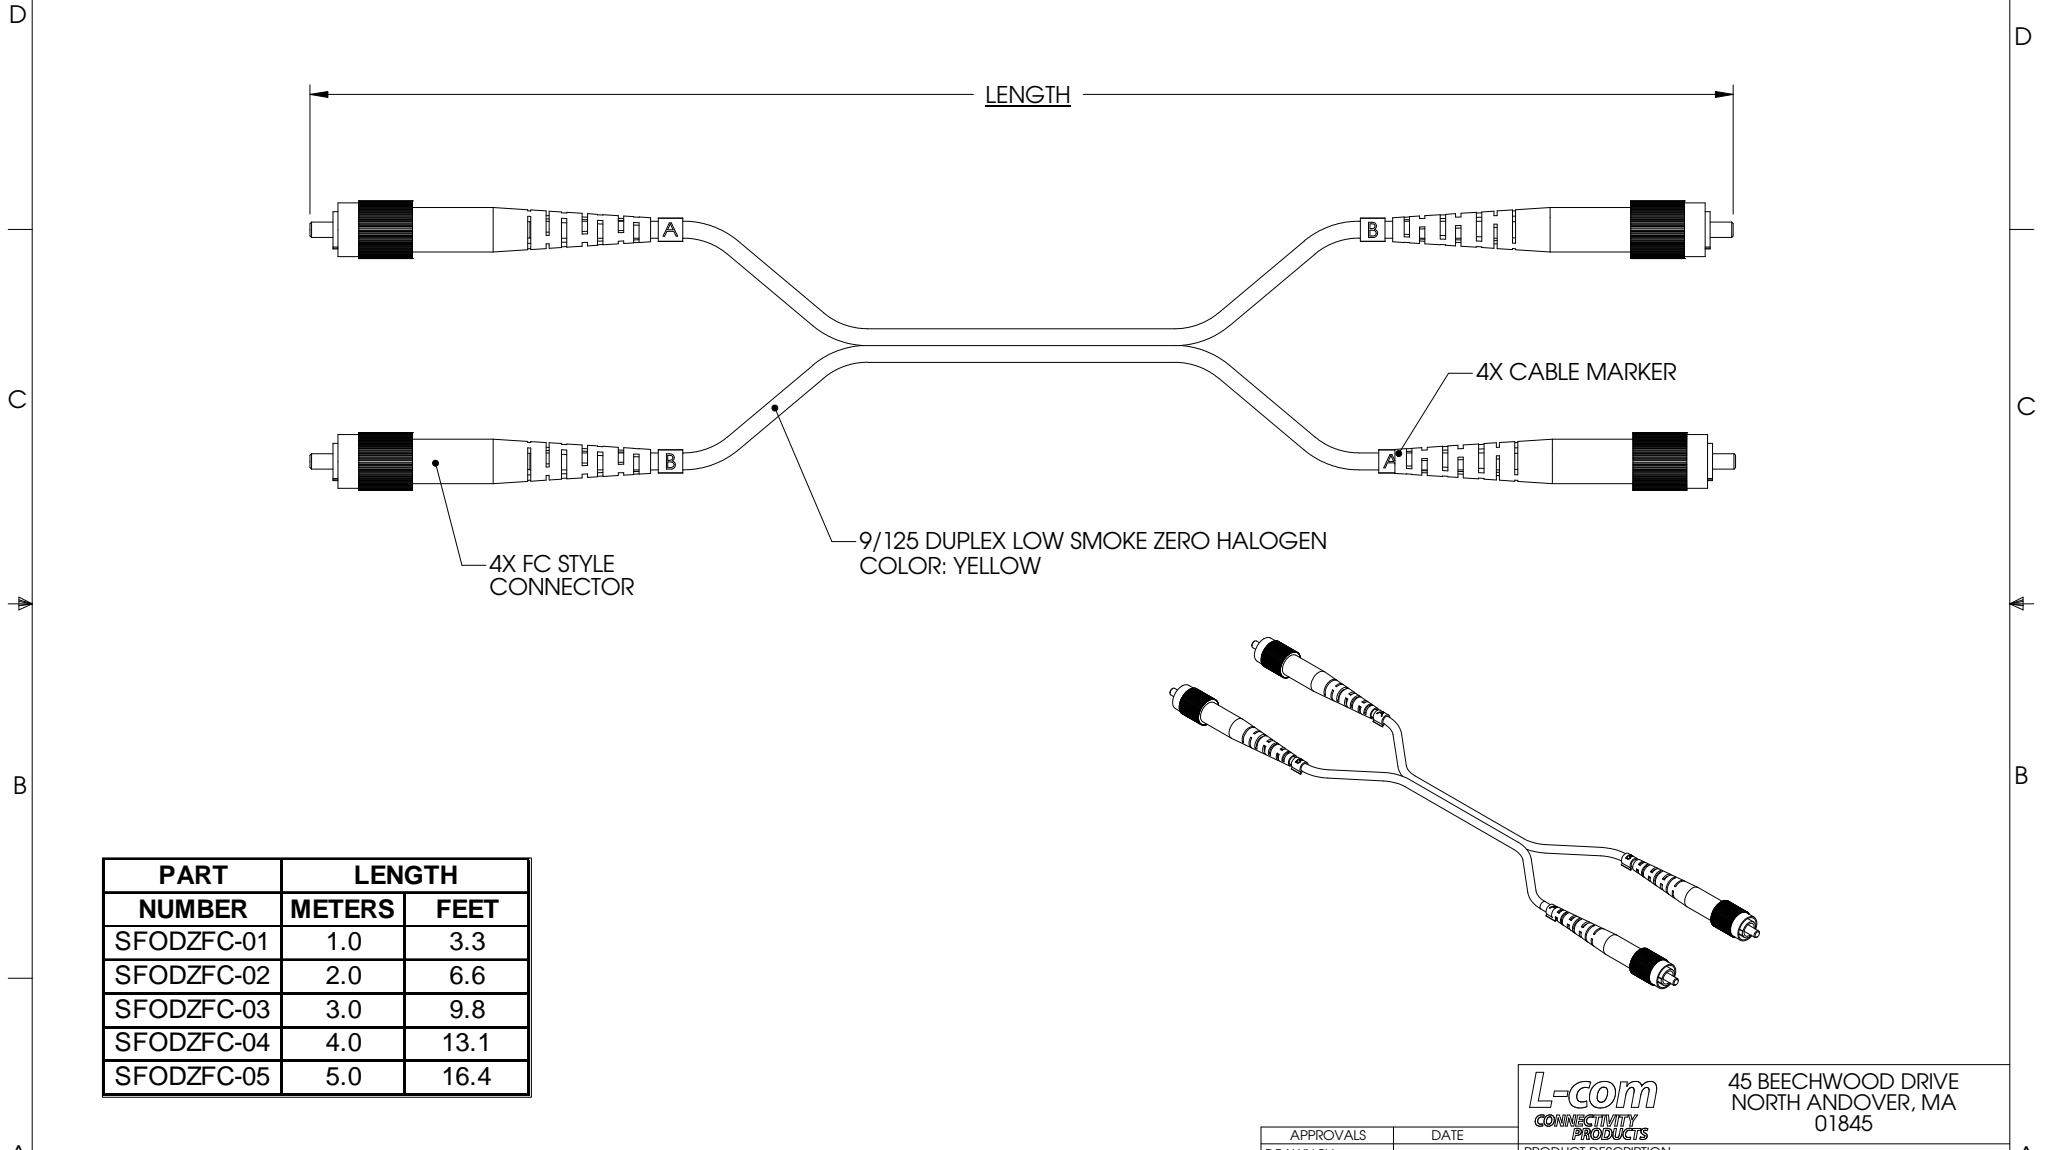 D
D
LENGTH
A
B
4X CABLE MARKER
C
C
B
A
9/125 DUPLEX LOW SMOKE ZERO HALOGEN
COLOR: YELLOW
4X FC STYLE
CONNECTOR
B
B
PART LENGTH
NUMBER METERS FEET
SFODZFC-01 1.0 3.3
SFODZFC-02 2.0 6.6
SFODZFC-03 3.0 9.8
SFODZFC-04 4.0 13.1
SFODZFC-05 5.0 16.4
L-com
CONNECTIVITY
PRODUCTS
45 BEECHWOOD DRIVE
NORTH ANDOVER, MA
01845
APPROVALS DATE
PRODUCT DESCRIPTION